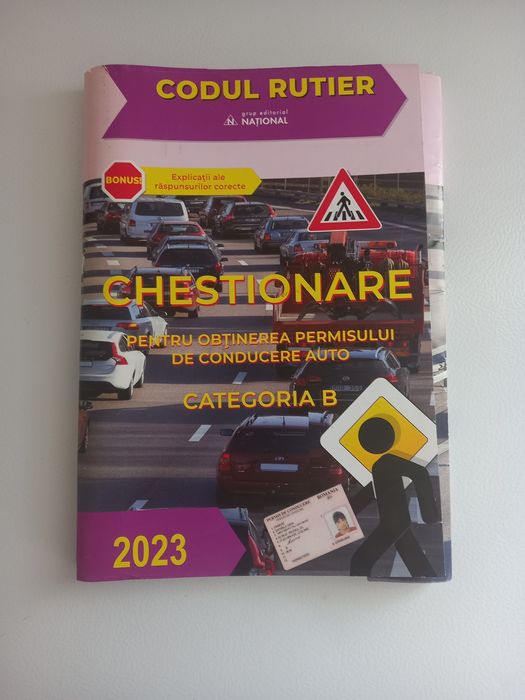 CODUL RUTIER
grup editorial
N NAȚIONAL
BONUS!
Explicații ale
răspunsurilor corecte
CHESTIONARE
PENTRU OBȚINEREA PERMISULUI
DE CONDUCERE AUTO
CATEGORIA B
PERMIS DE CONDUCERE
ROMANIA
2023